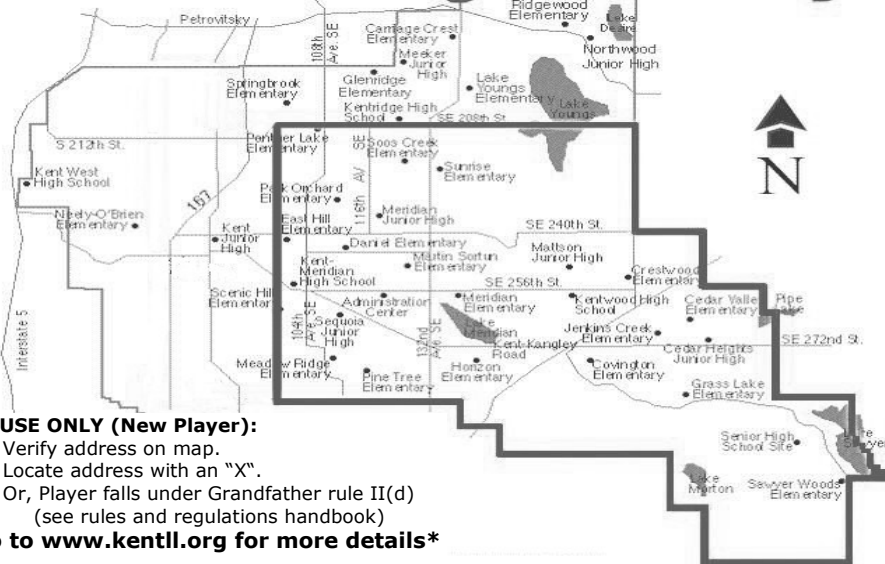 Petrovitsky
108th
Ave. SE
Carriage Crest
Elementary
Ridgewood
Elementary
Lake
Desire
Northwood
Junior High
Meeker
Junior
High
Springbrook
Elementary
Glenridge
Elementary
Lake
Youngs
Elementary
Lake
Youngs
Kentridge High
School
SE 208th St.
N
S 212th St.
Panther Lake
Elementary
Soos Creek
Elementary
116th AV SE
Sunrise
Elementary
Kent West
High School
167
Park Orchard
Elementary
Meridian
Junior High
Neely-O'Brien
Elementary
Kent
Junior
High
East Hill
Elementary
SE 240th St.
Daniel Elementary
Mattson
Junior High
Martin Sortun
Elementary
Kent-
Meridian
High School
Crestwood
Elementary
SE 256th St.
Scenic Hill
Elementary
Administration
Center
Meridian
Elementary
Kentwood High
School
Cedar Valley
Elementary
Pipe
Lake
Interstate 5
104th
Ave. SE
Sequoia
Junior
High
132nd
Ave. SE
Lake
Meridian
Jenkins Creek
Elementary
Kent-Kangley
Road
SE 272nd St.
Cedar Heights
Junior High
Meadow Ridge
Elementary
Pine Tree
Elementary
Horizon
Elementary
Covington
Elementary
Grass Lake
Elementary
Senior High
School Site
Lake
Morton
Sawyer Woods
Elementary
USE ONLY (New Player):
Verify address on map.
Locate address with an "X".
Or, Player falls under Grandfather rule II(d)
(see rules and regulations handbook)
to www.kentll.org for more details*